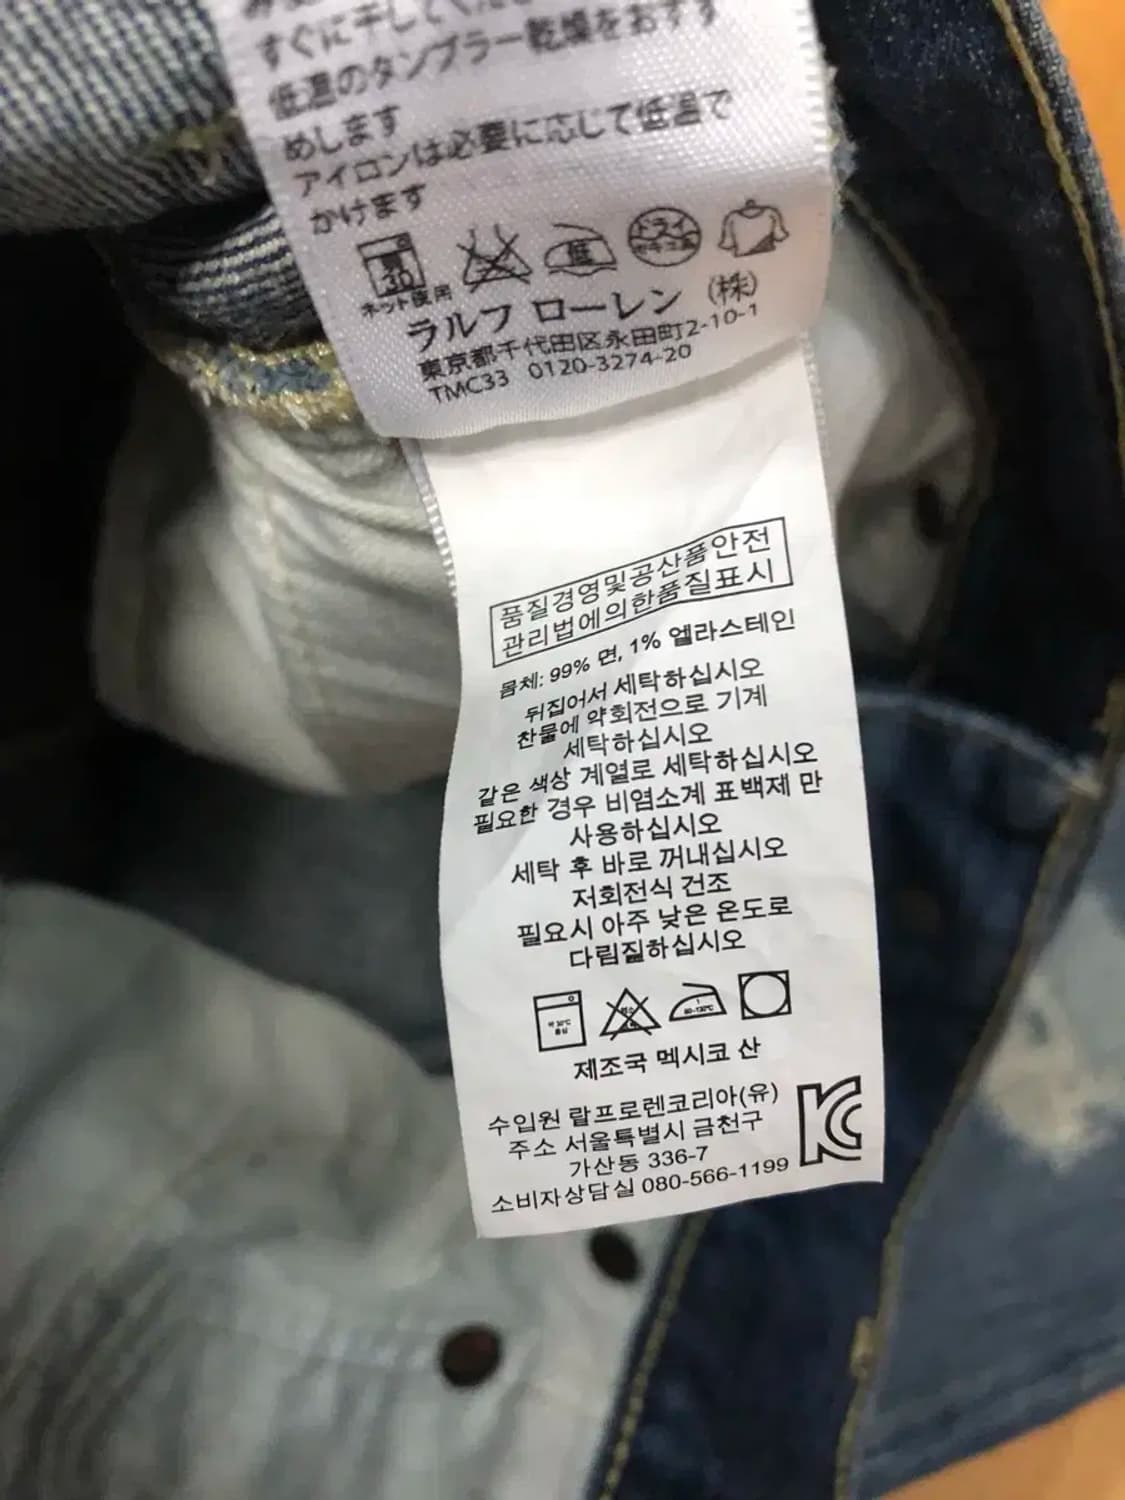 すぐに干してください
低温のタンブラー乾燥をおすす
めします
アイロンは必要に応じて低温で
かけます
30
低
ドライ
ネット使用
ラルフ ローレン (株)
東京都千代田区永田町2-10-1
TMC33 0120-3274-20
품질경영및공산품안전
관리법에의한품질표시
몸체: 99% 면, 1% 엘라스테인
뒤집어서 세탁하십시오
찬물에 약회전으로 기계
세탁하십시오
같은 색상 계열로 세탁하십시오
필요한 경우 비염소계 표백제 만
사용하십시오
세탁 후 바로 꺼내십시오
저회전식 건조
필요시 아주 낮은 온도로
다림질하십시오
약 30℃
중성
제조국 멕시코 산
수입원 랄프로렌코리아(유)
주소 서울특별시 금천구
가산동 336-7
소비자상담실 080-566-1199